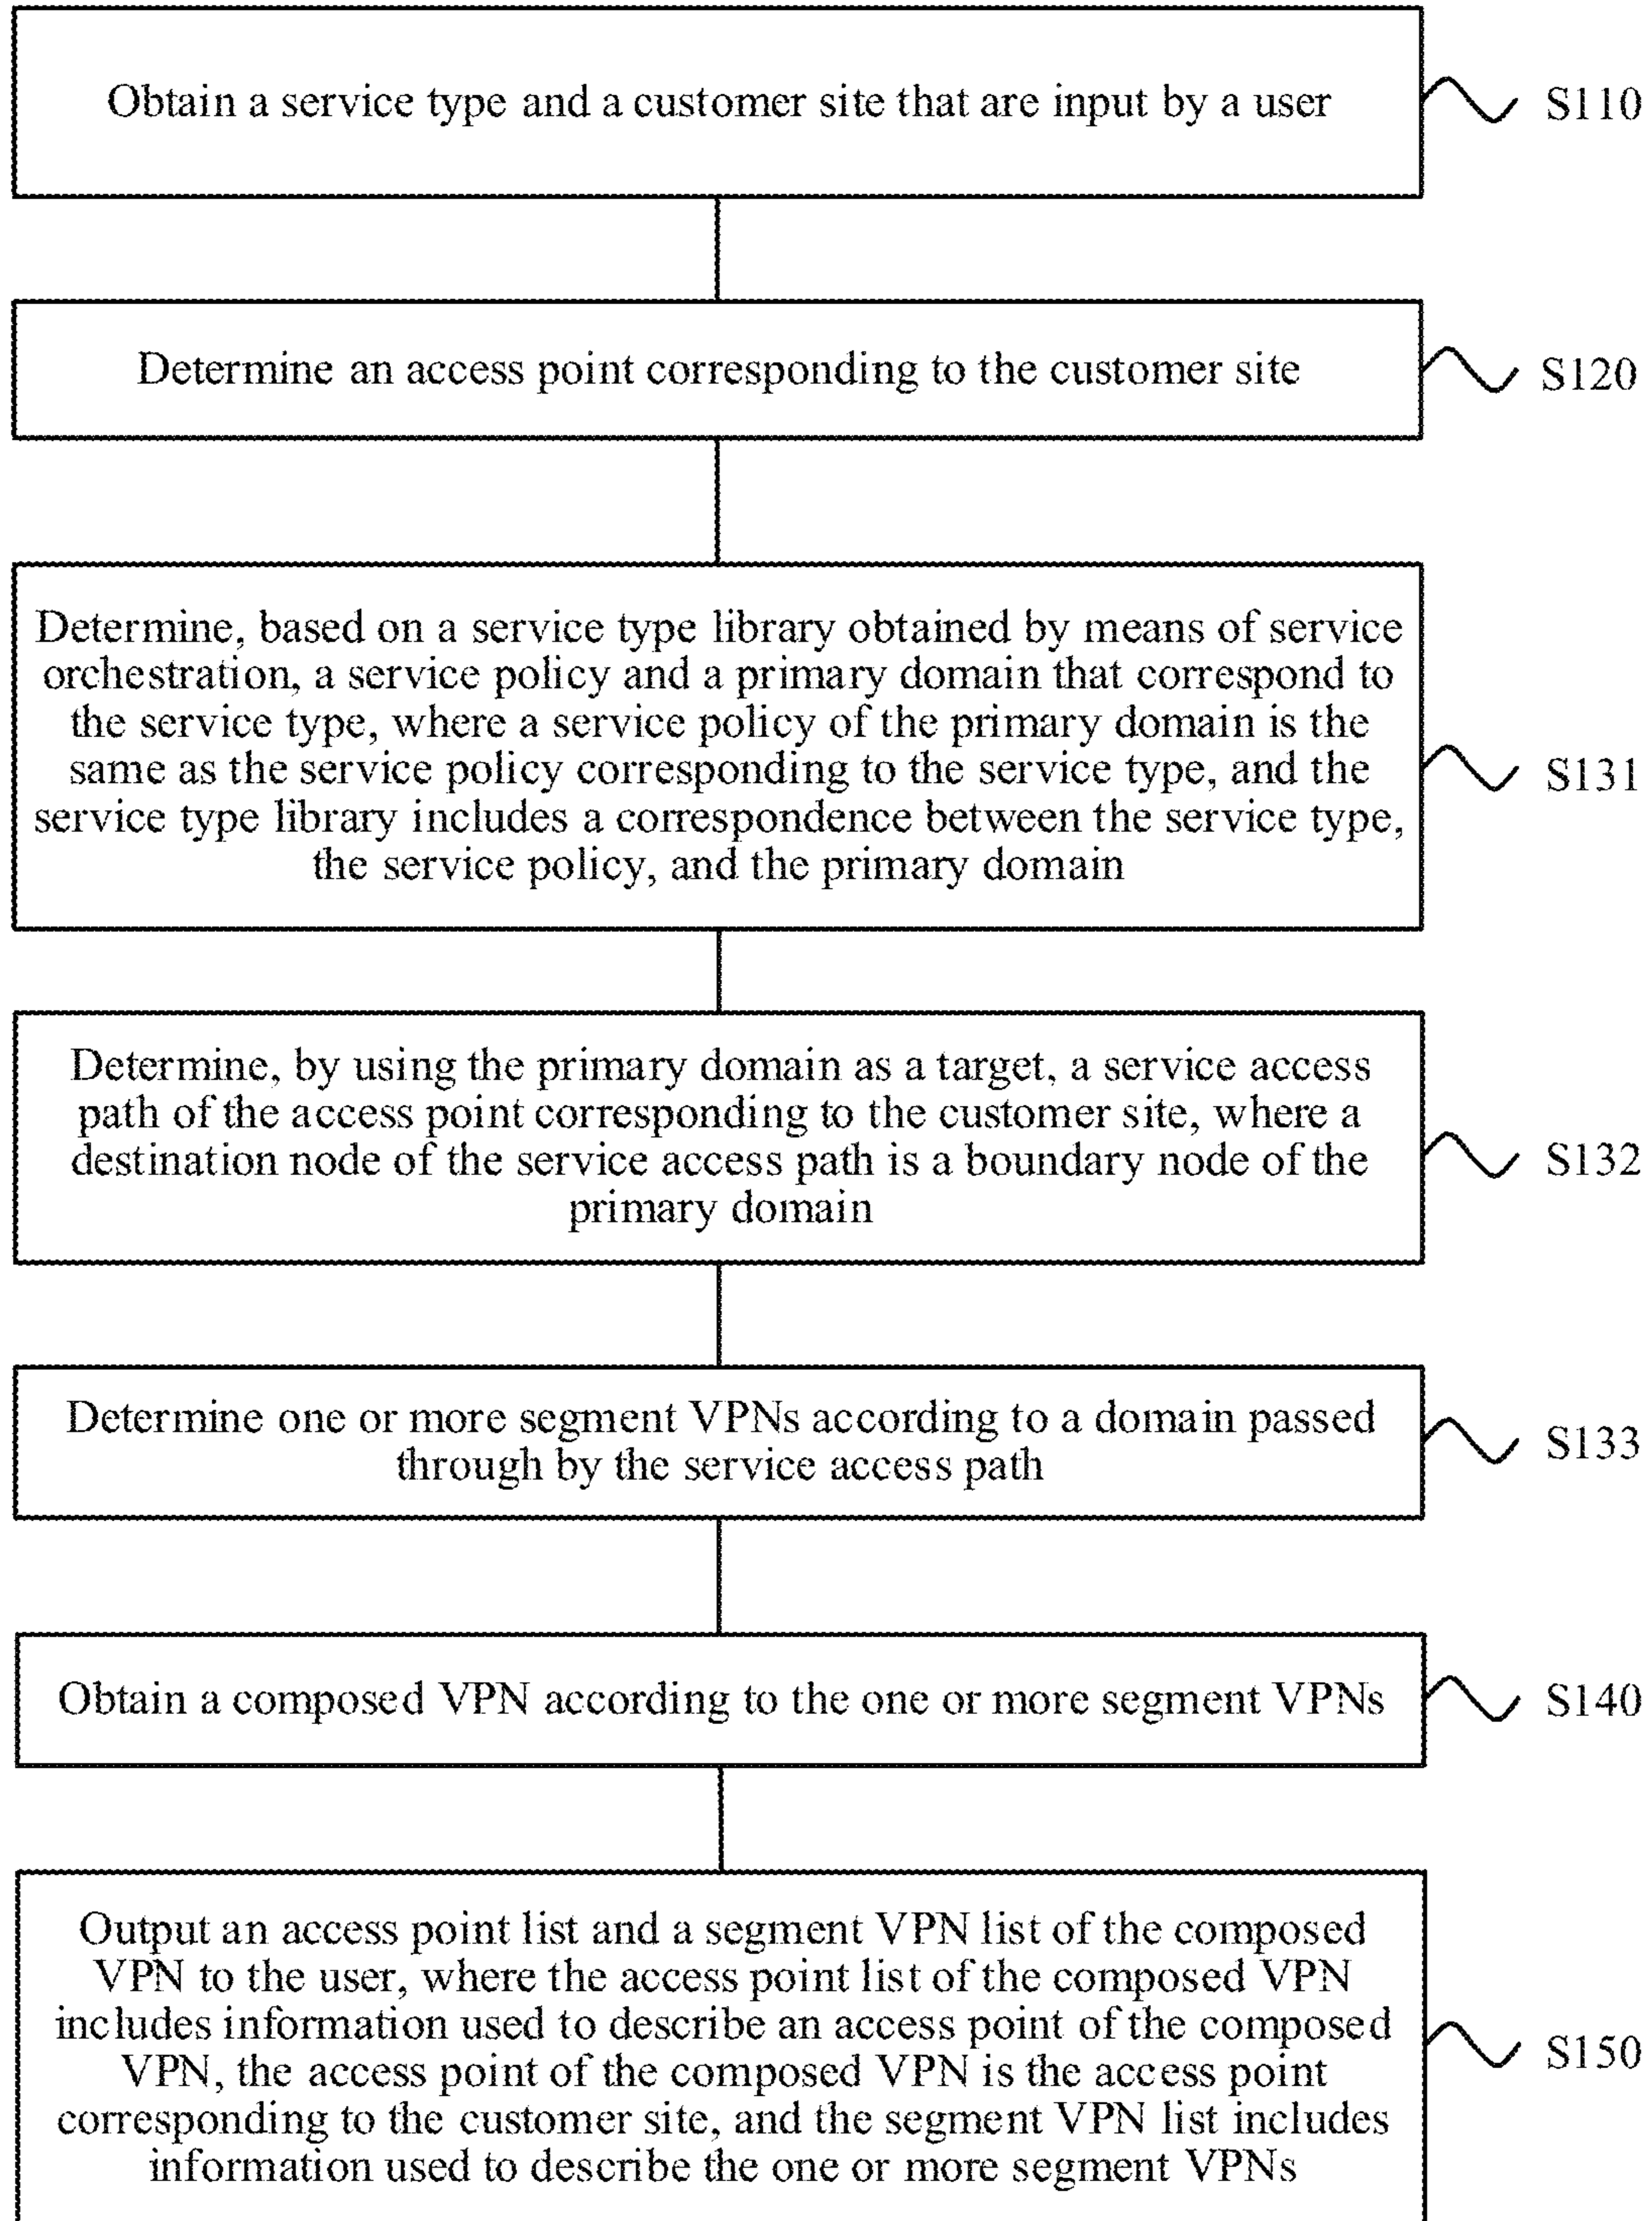 Obtain a service type and a customer site that are input by a user
S110
Determine an access point corresponding to the customer site
S120
Determine, based on a service type library obtained by means of service
orchestration, a service policy and a primary domain that correspond to
the service type, where a service policy of the primary domain is the
same as the service policy corresponding to the service type, and the
service type library includes a correspondence between the service type,
the service policy, and the primary domain
S131
Determine, by using the primary domain as a target, a service access
path of the access point corresponding to the customer site, where a
destination node of the service access path is a boundary node of the
primary domain
S132
Determine one or more segment VPNs according to a domain passed
through by the service access path
S133
Obtain a composed VPN according to the one or more segment VPNs
S140
Output an access point list and a segment VPN list of the composed
VPN to the user, where the access point list of the composed VPN
includes information used to describe an access point of the composed
VPN, the access point of the composed VPN is the access point
corresponding to the customer site, and the segment VPN list includes
information used to describe the one or more segment VPNs
S150